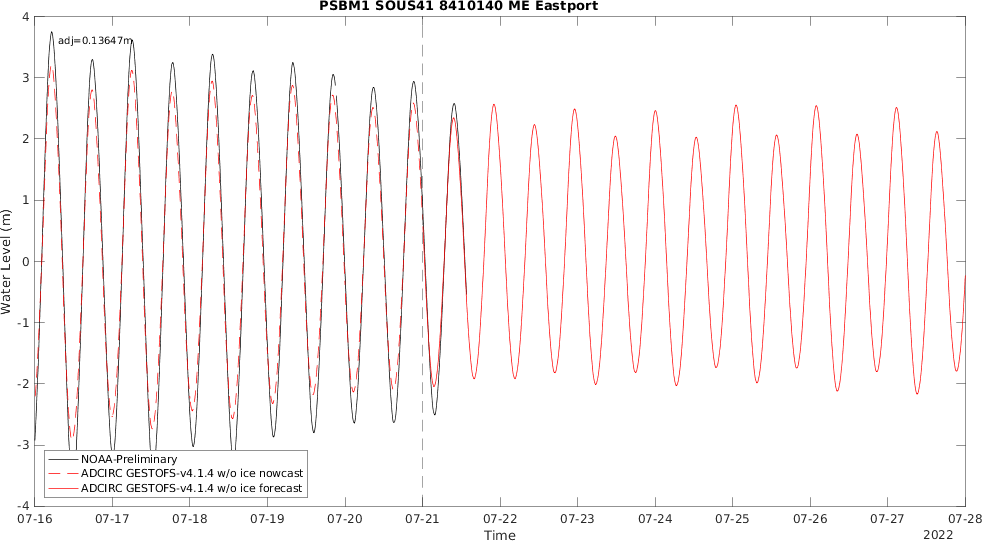 PSBM1 SOUS41 8410140 ME Eastport
adj=0.13647m
4
3
2
1
0
-1
-2
-3
-4
Water Level (m)
NOAA-Preliminary
ADCIRC GESTOFS-v4.1.4 w/o ice nowcast
ADCIRC GESTOFS-v4.1.4 w/o ice forecast
07-16 07-17 07-18 07-19 07-20 07-21 07-22 07-23 07-24 07-25 07-26 07-27 07-28
Time
2022